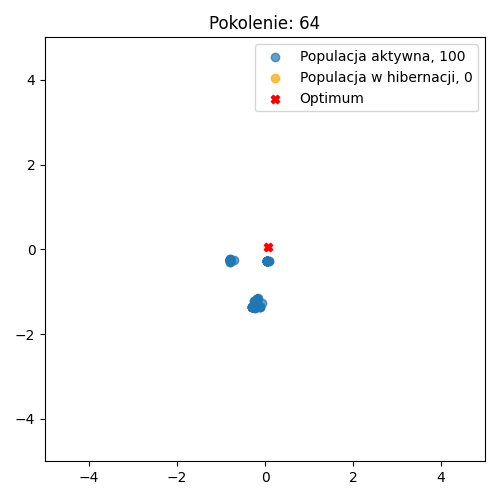 Pokolenie: 64
Populacja aktywna, 100
Populacja w hibernacji, 0
Optimum
4
2
0
−2
−4
−4 −2 0 2 4